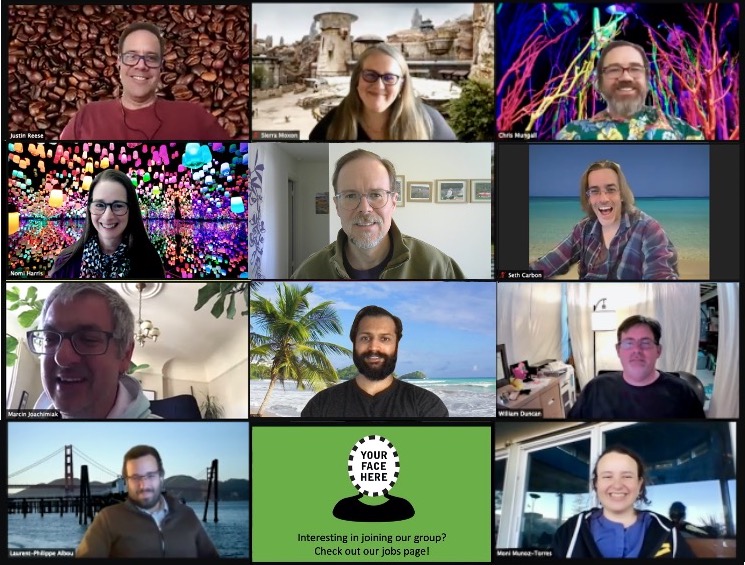 Justin Reese
Sierra Moxon
Chris Mungall
Nomi Harris
Seth Carbon
Marcin Joachimiak
William Duncan
YOUR
FACE
HERE
Interesting in joining our group?
Check out our jobs page!
Laurent-Philippe Albou
Moni Munoz-Torres